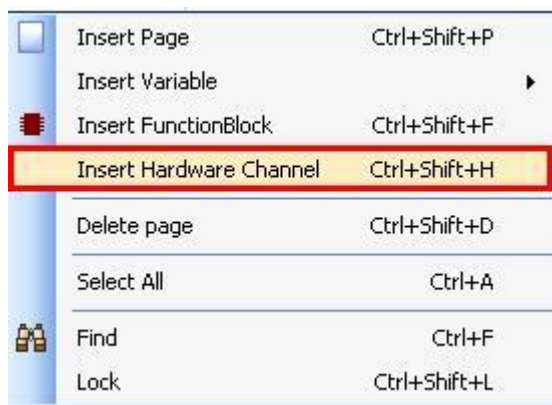 Insert Page Ctrl+Shift+P
Insert Variable
Insert FunctionBlock Ctrl+Shift+F
Insert Hardware Channel Ctrl+Shift+H
Delete page Ctrl+Shift+D
Select All Ctrl+A
Find Ctrl+F
Lock Ctrl+Shift+L